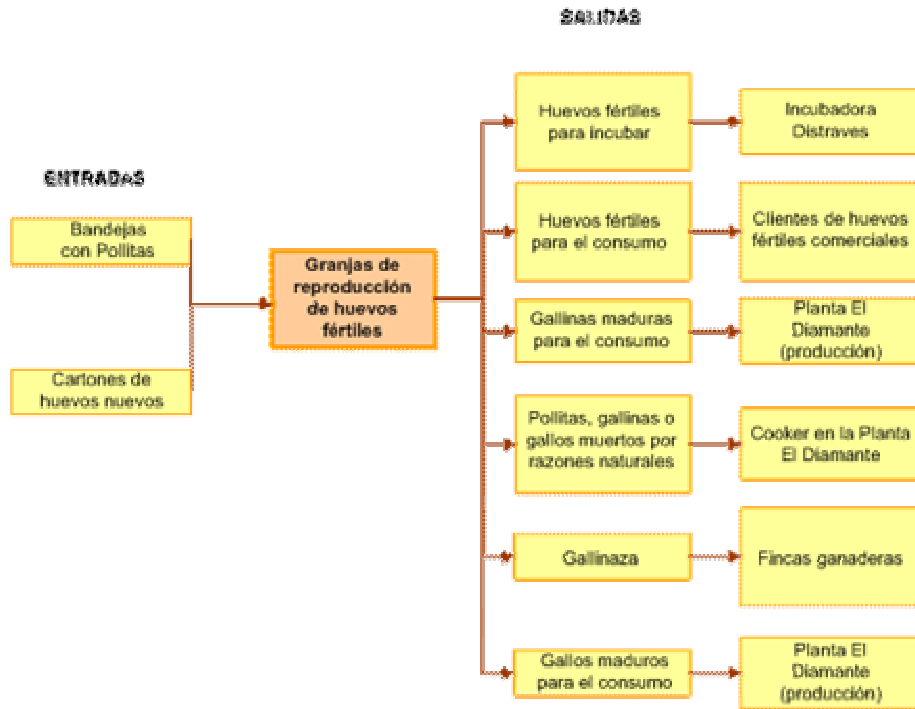 SALIDAS
Huevos fértiles
para incubar
Incubadora
Distraves
ENTRADAS
Bandejas
con Pollitas
Huevos fértiles
para el consumo
Clientes de huevos
fértiles comerciales
Granjas de
reproducción
de huevos
fértiles
Gallinas maduras
para el consumo
Planta El
Diamante
(producción)
Cartones de
huevos nuevos
Pollitas, gallinas o
gallos muertos por
razones naturales
Cooker en la Planta
El Diamante
Gallinaza
Fincas ganaderas
Gallos maduros
para el consumo
Planta El
Diamante
(producción)